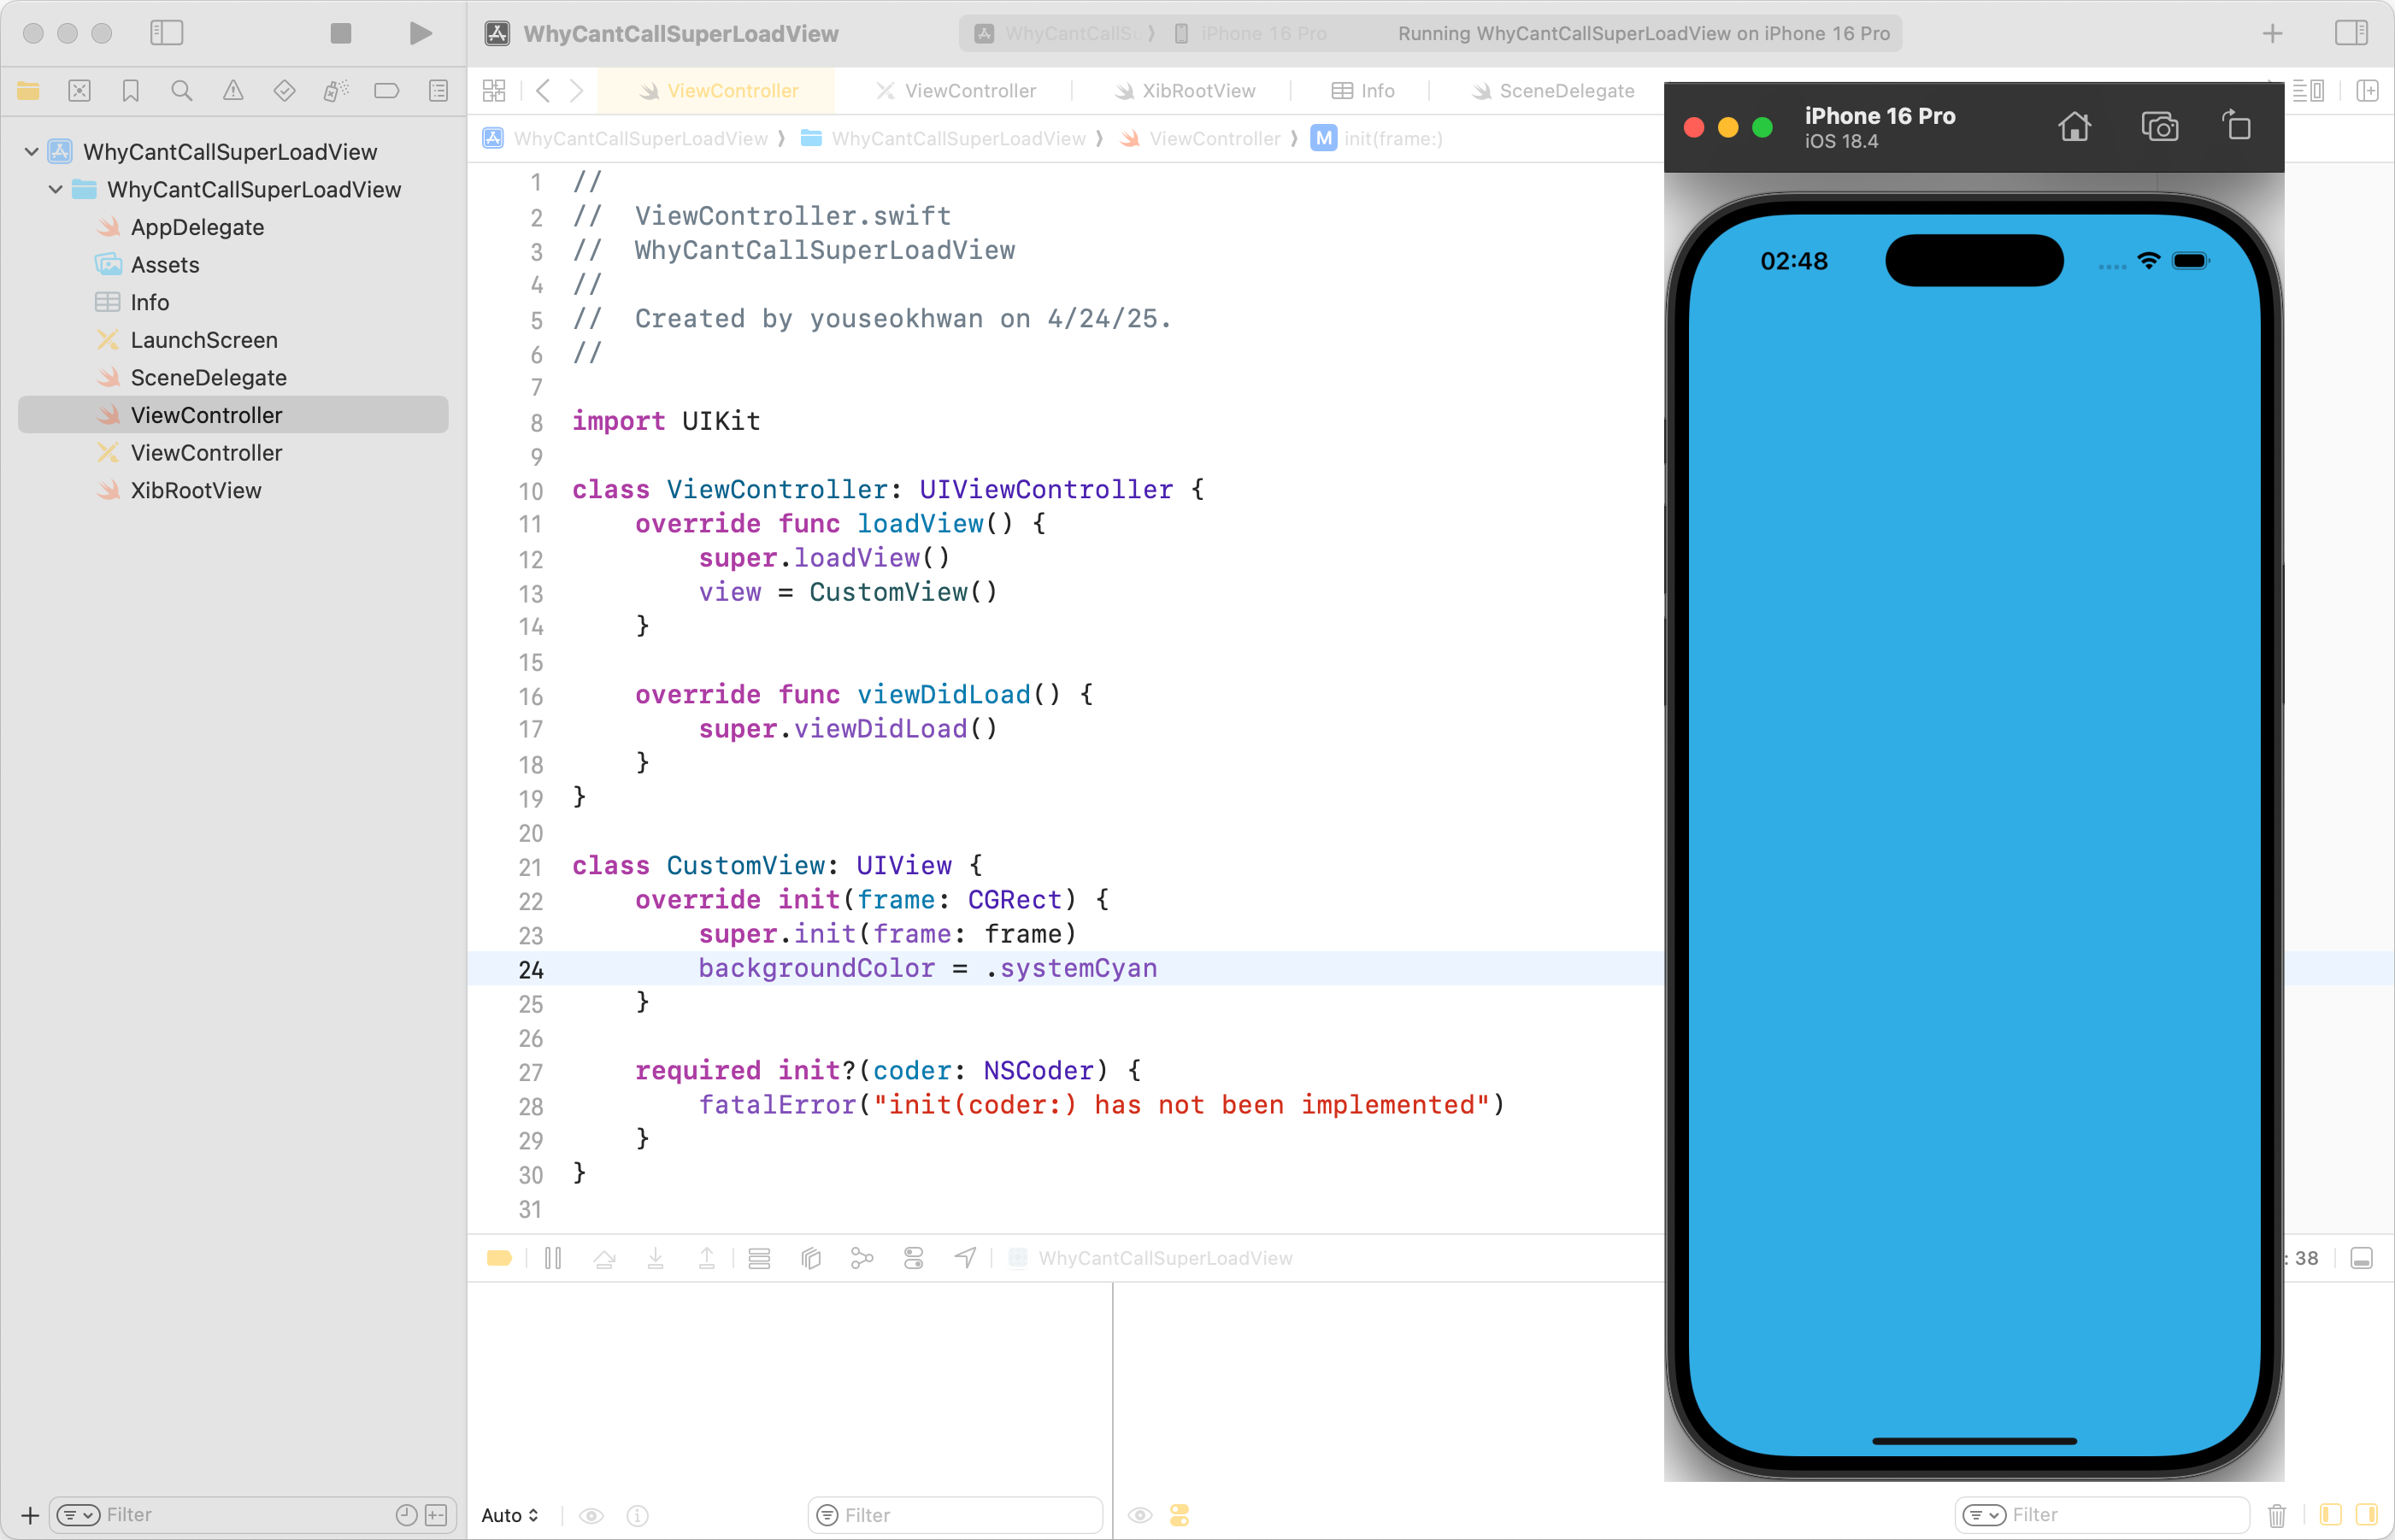 WhyCantCallSuperLoadView
WhyCantCallSu
iPhone 16 Pro
Running WhyCantCallSuperLoadView on iPhone 16 Pro
ViewController
ViewController
XibRootView
Info
SceneDelegate
WhyCantCallSuperLoadView
WhyCantCallSuperLoadView
ViewController
M init(frame:)
WhyCantCallSuperLoadView
WhyCantCallSuperLoadView
AppDelegate
Assets
Info
LaunchScreen
SceneDelegate
ViewController
ViewController
XibRootView
Filter
1 //
2 //  ViewController.swift
3 //  WhyCantCallSuperLoadView
4 //
5 //  Created by youseokhwan on 4/24/25.
6 //
7
8 import UIKit
9
10 class ViewController: UIViewController {
11     override func loadView() {
12         super.loadView()
13         view = CustomView()
14     }
15
16     override func viewDidLoad() {
17         super.viewDidLoad()
18     }
19 }
20
21 class CustomView: UIView {
22     override init(frame: CGRect) {
23         super.init(frame: frame)
24         backgroundColor = .systemCyan
25     }
26
27     required init?(coder: NSCoder) {
28         fatalError("init(coder:) has not been implemented")
29     }
30 }
31
WhyCantCallSuperLoadView
: 38
Auto
Filter
Filter
iPhone 16 Pro
iOS 18.4
02:48